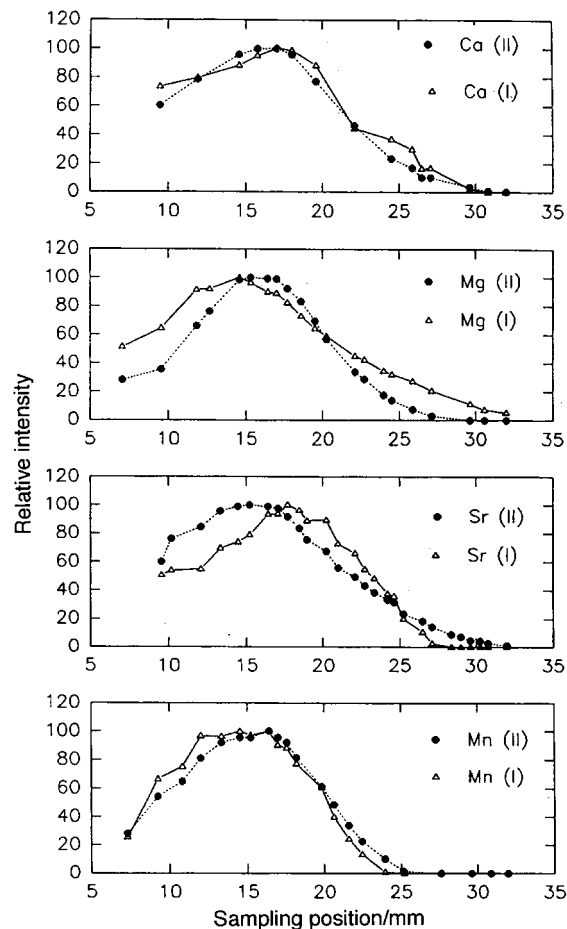 120
100
80
60
40
20
0
Ca (II)
Ca (I)
5 10 15 20 25 30 35
120
100
80
60
40
20
0
Mg (II)
Mg (I)
5 10 15 20 25 30 35
Relative intensity
120
100
80
60
40
20
0
Sr (II)
Sr (I)
5 10 15 20 25 30 35
120
100
80
60
40
20
0
Mn (II)
Mn (I)
5 10 15 20 25 30 35
Sampling position/mm